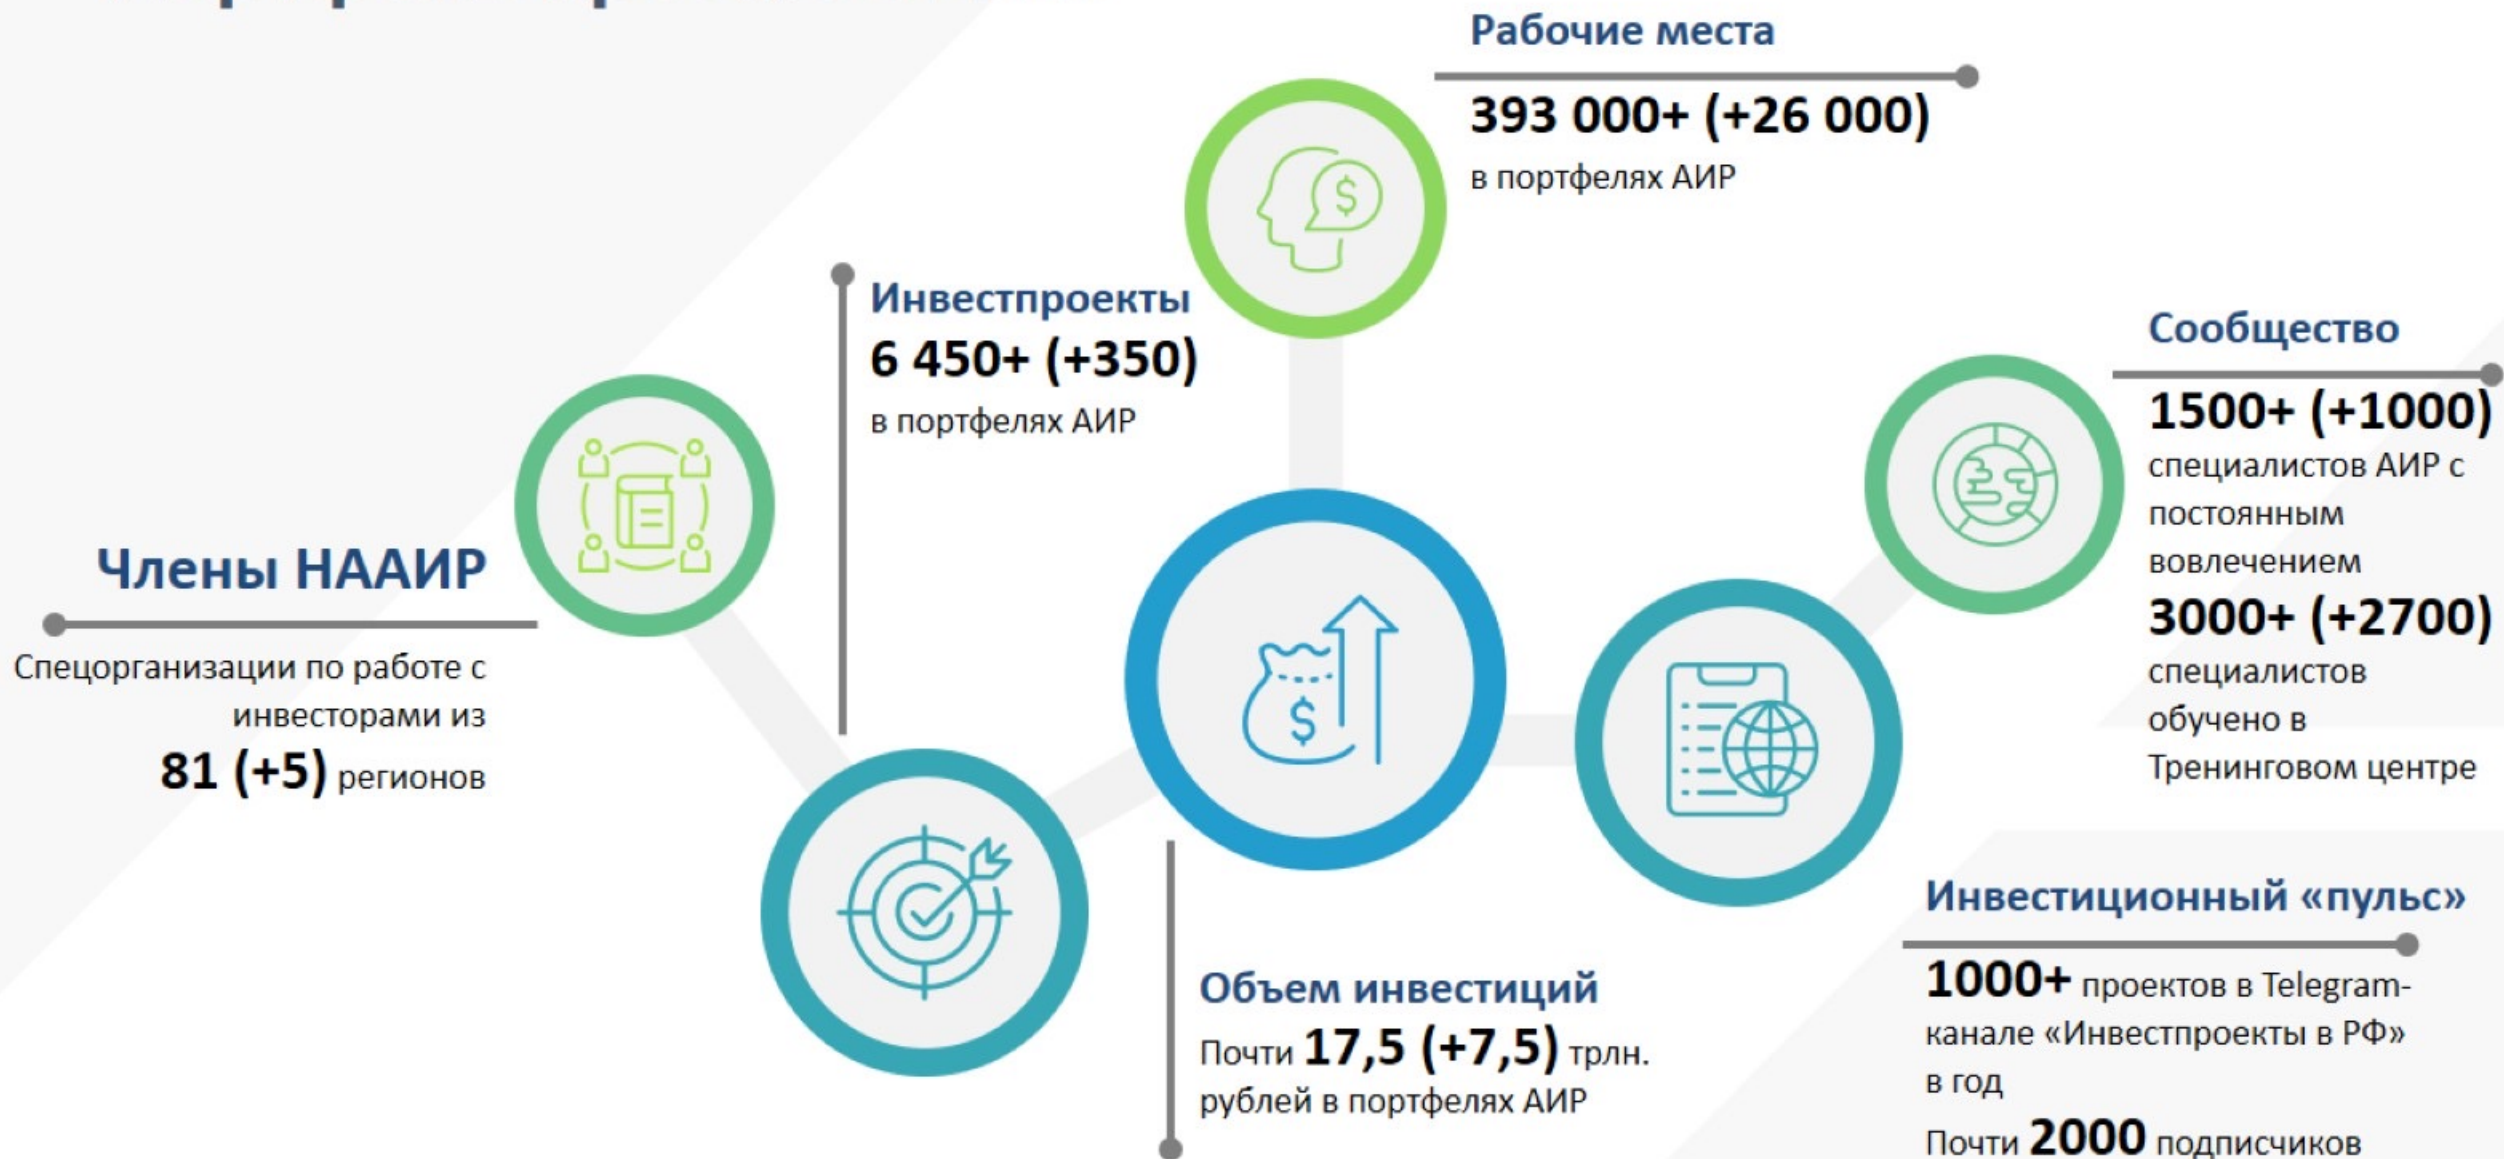 Рабочие места
393 000+ (+26 000)
в портфелях АИР
Инвестпроекты
6 450+ (+350)
в портфелях АИР
Сообщество
1500+ (+1000)
специалистов АИР с
постоянным
вовлечением
3000+ (+2700)
специалистов
обучено в
Тренинговом центре
Члены НААИР
Спецорганизации по работе с
инвесторами из
81 (+5) регионов
Объем инвестиций
Почти 17,5 (+7,5) трлн.
рублей в портфелях АИР
Инвестиционный «пульс»
1000+ проектов в Telegram-
канале «Инвестпроекты в РФ»
в год
Почти 2000 подписчиков